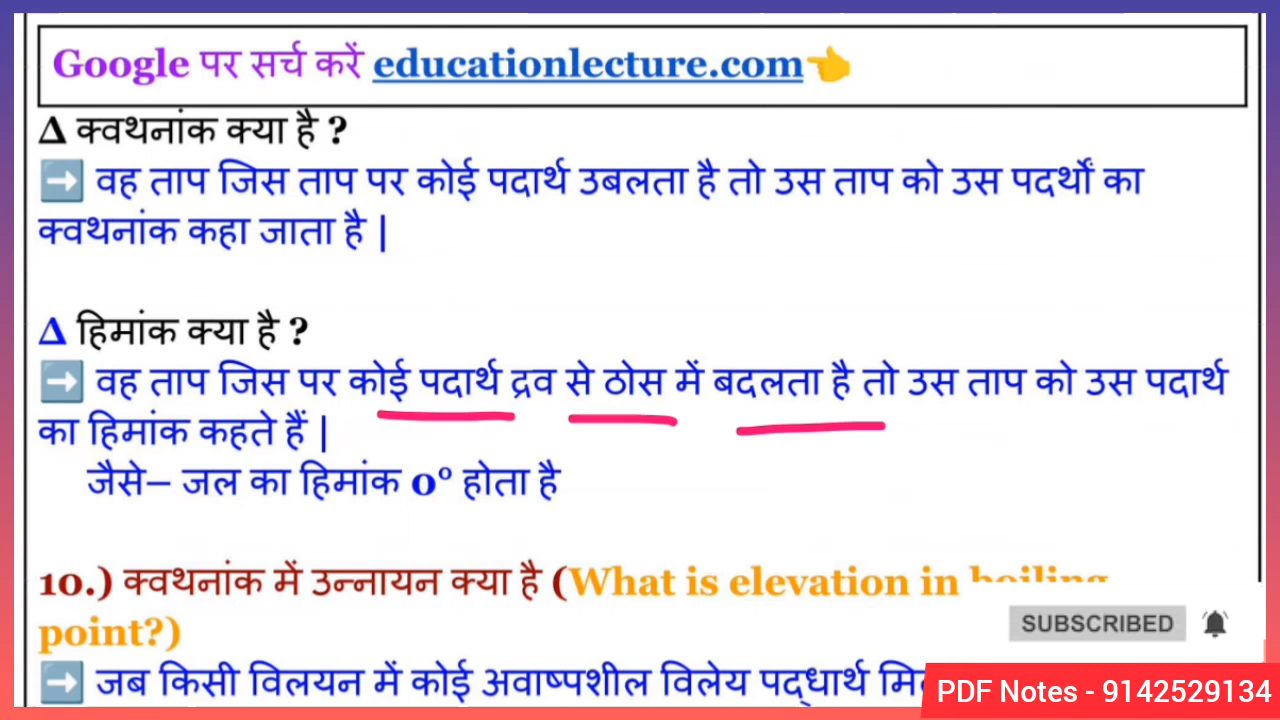 Google पर सर्च करें educationlecture.com👈
Δ क्वथनांक क्या है ?
➡️ वह ताप जिस ताप पर कोई पदार्थ उबलता है तो उस ताप को उस पदर्थों का
क्वथनांक कहा जाता है |
Δ हिमांक क्या है ?
➡️ वह ताप जिस पर कोई पदार्थ द्रव से ठोस में बदलता है तो उस ताप को उस पदार्थ
का हिमांक कहते हैं |
जैसे– जल का हिमांक 0° होता है
10.) क्वथनांक में उन्नायन क्या है (What is elevation in boiling
point?)
SUBSCRIBED
➡️ जब किसी विलयन में कोई अवाष्पशील विलेय पद्धार्थ
PDF Notes - 9142529134